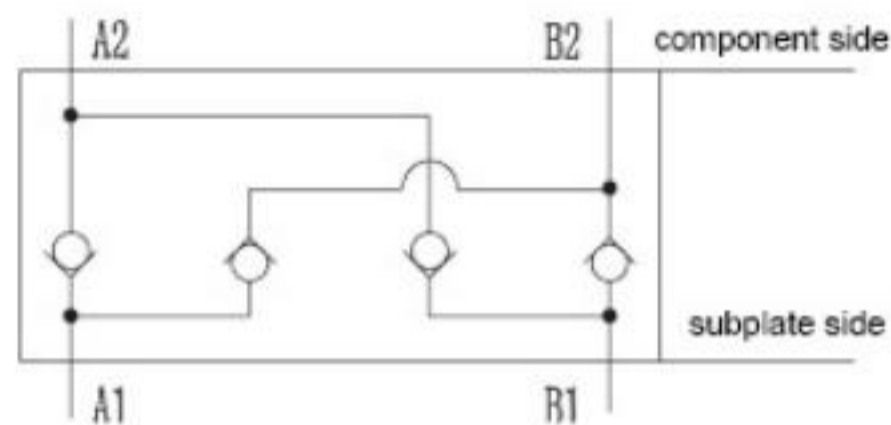 A2
B2
component side
subplate side
A1
B1